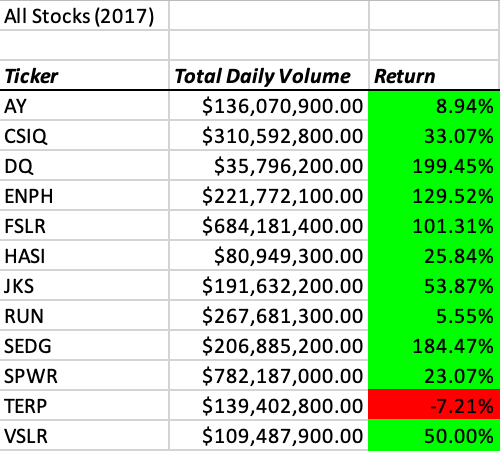 All Stocks (2017)
Ticker Total Daily Volume Return
AY $136,070,900.00 8.94%
CSIQ $310,592,800.00 33.07%
DQ $35,796,200.00 199.45%
ENPH $221,772,100.00 129.52%
FSLR $684,181,400.00 101.31%
HASI $80,949,300.00 25.84%
JKS $191,632,200.00 53.87%
RUN $267,681,300.00 5.55%
SEDG $206,885,200.00 184.47%
SPWR $782,187,000.00 23.07%
TERP $139,402,800.00 -7.21%
VSLR $109,487,900.00 50.00%